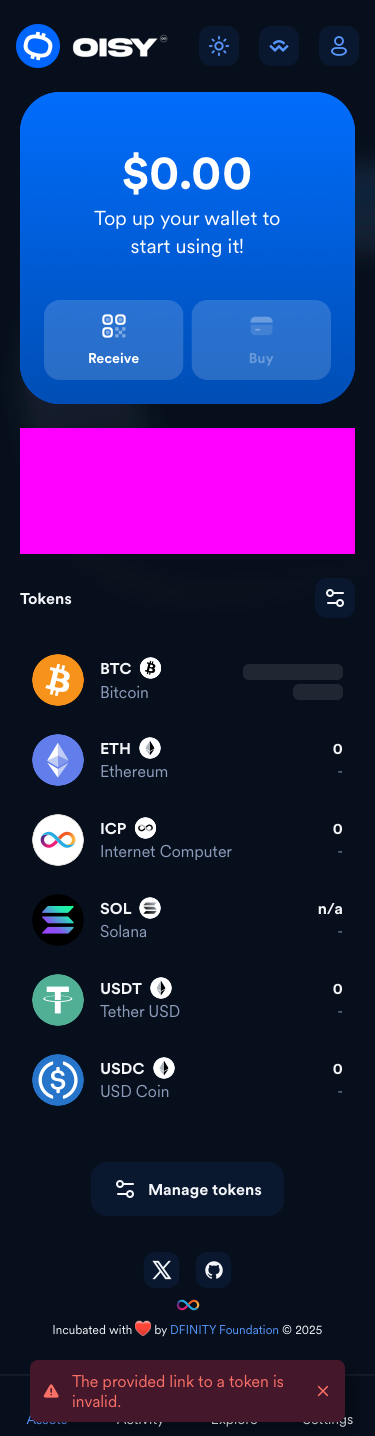 OISY
$0.00
Top up your wallet to
start using it!
Receive
Buy
Tokens
BTC
Bitcoin
ETH
0
Ethereum
-
ICP
0
Internet Computer
-
SOL
n/a
Solana
-
USDT
0
Tether USD
-
USDC
0
USD Coin
-
Manage tokens
Incubated with ❤️ by DFINITY Foundation © 2025
The provided link to a token is
invalid.
Assets
Activity
Explore
Settings